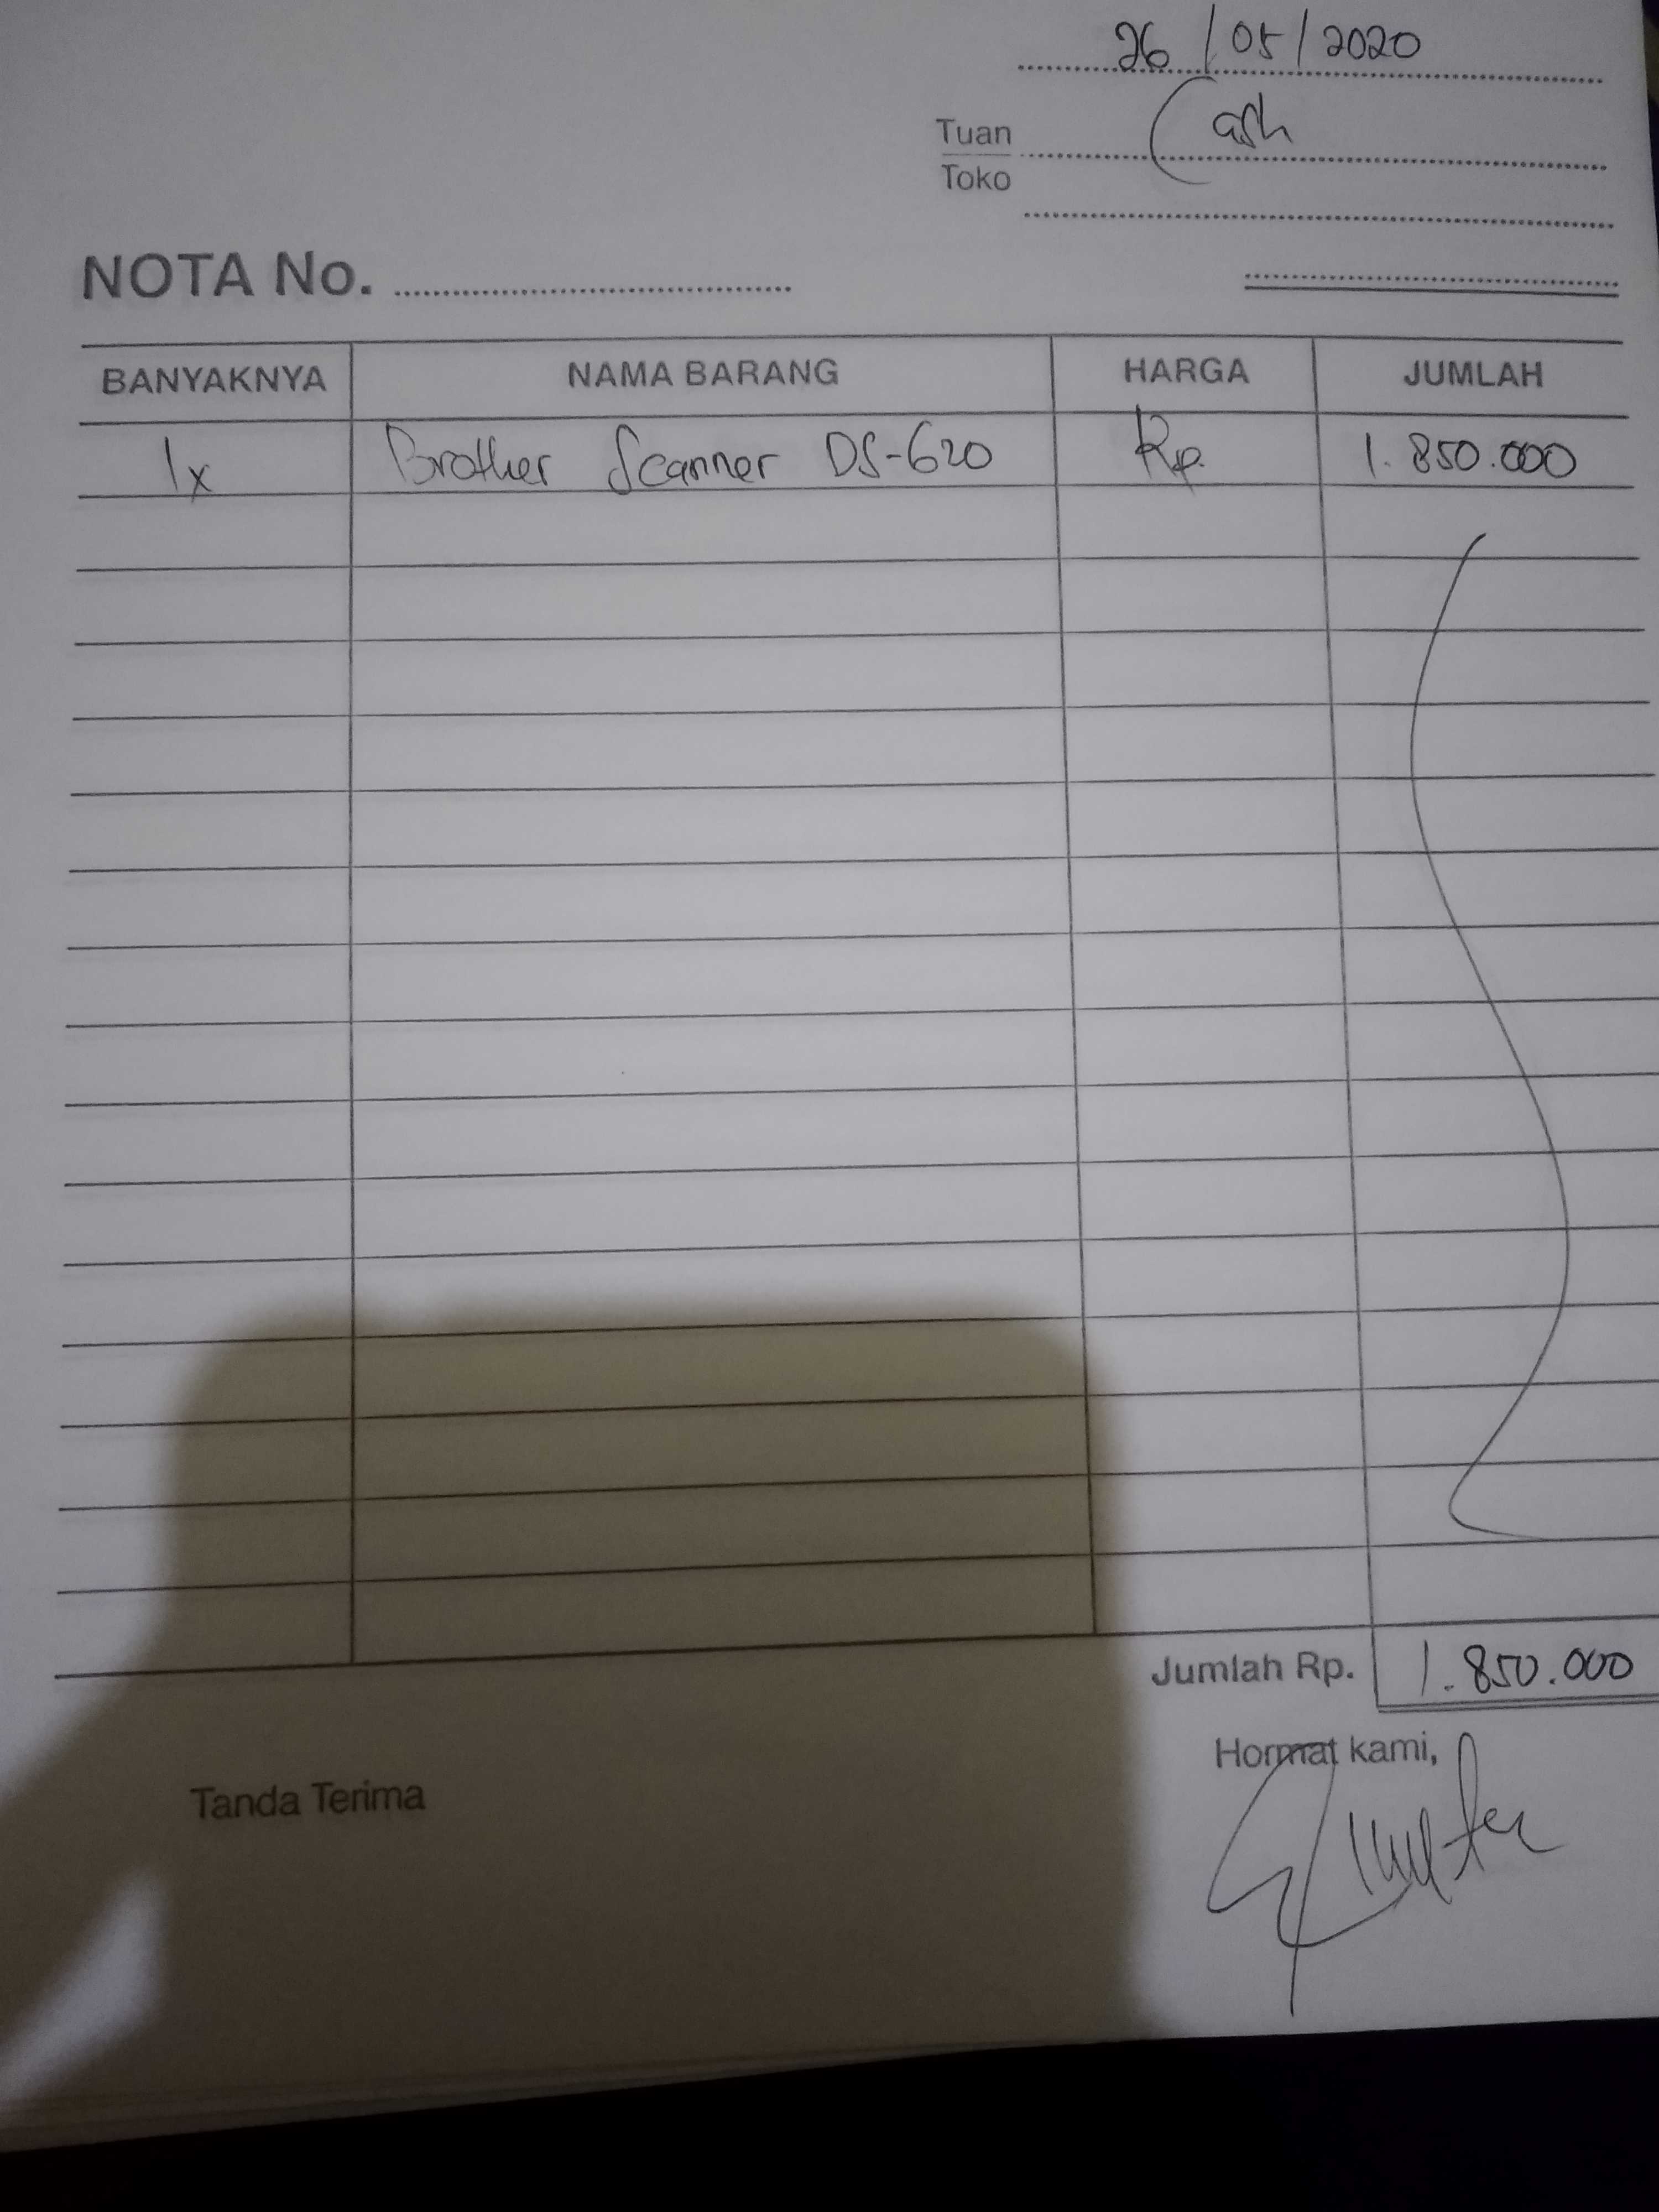 26/05/2020
Tuan Cash
Toko
NOTA No.
BANYAKNYA NAMA BARANG HARGA JUMLAH
1x Brother Scanner DS-620 Rp. 1.850.000
Jumlah Rp. 1.850.000
Hormat kami,
Tanda Terima